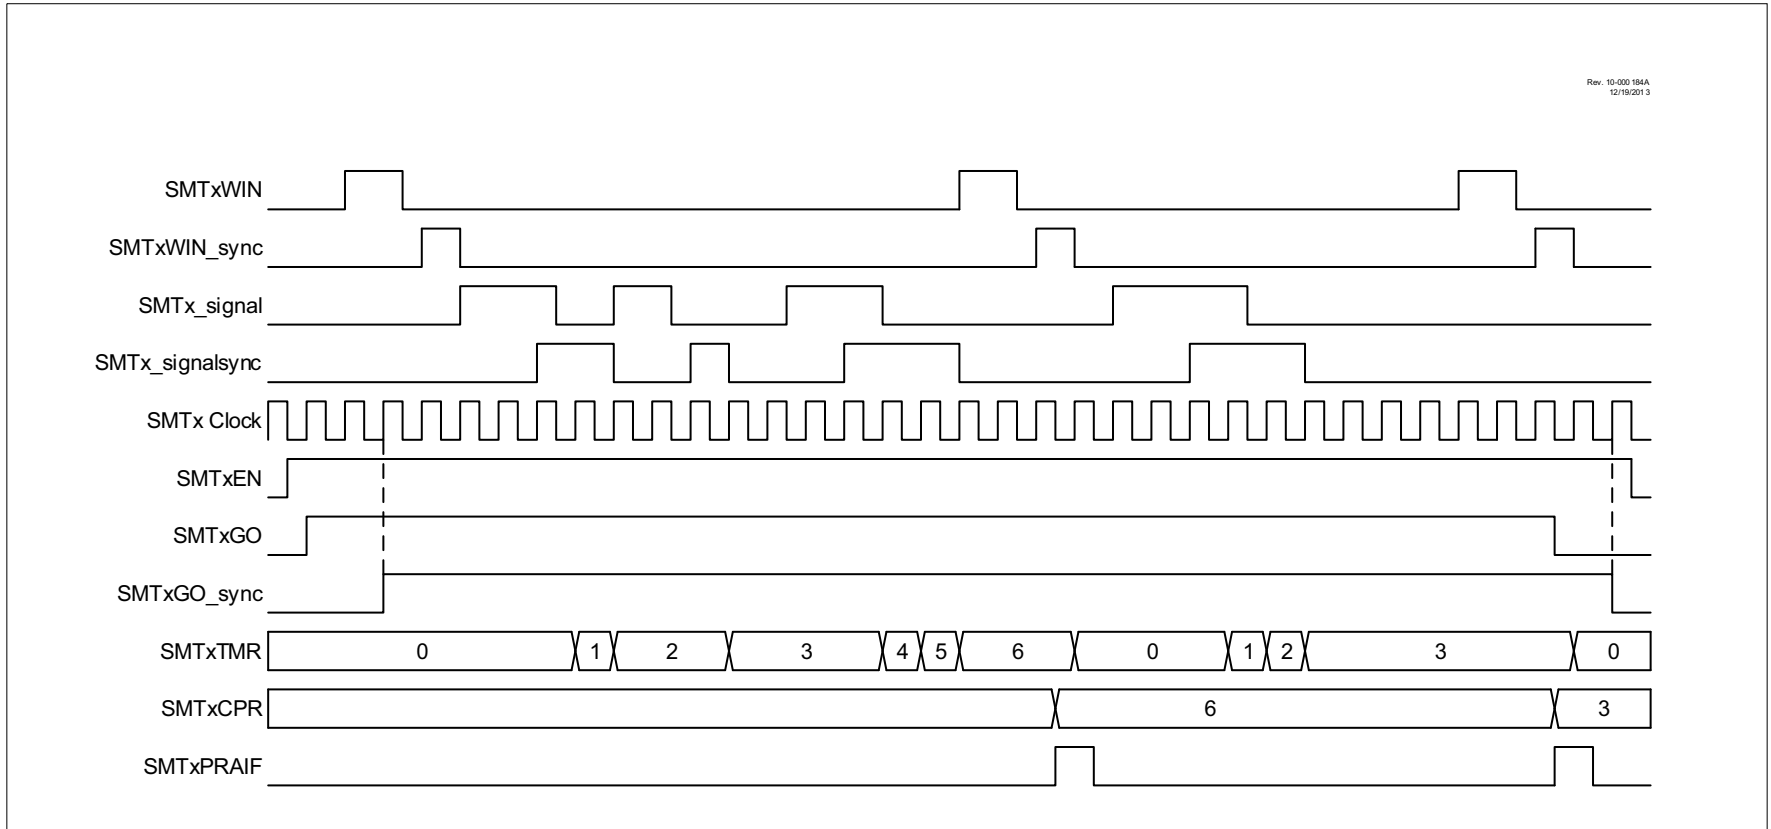 Rev. 10-000 184A
12/19/201 3
SMTxWIN
SMTxWIN_sync
SMTx_signal
SMTx_signalsync
SMTx Clock
SMTxEN
SMTxGO
SMTxGO_sync
SMTxTMR 0 1 2 3 4 5 6 0 1 2 3 0
SMTxCPR 6 3
SMTxPRAIF